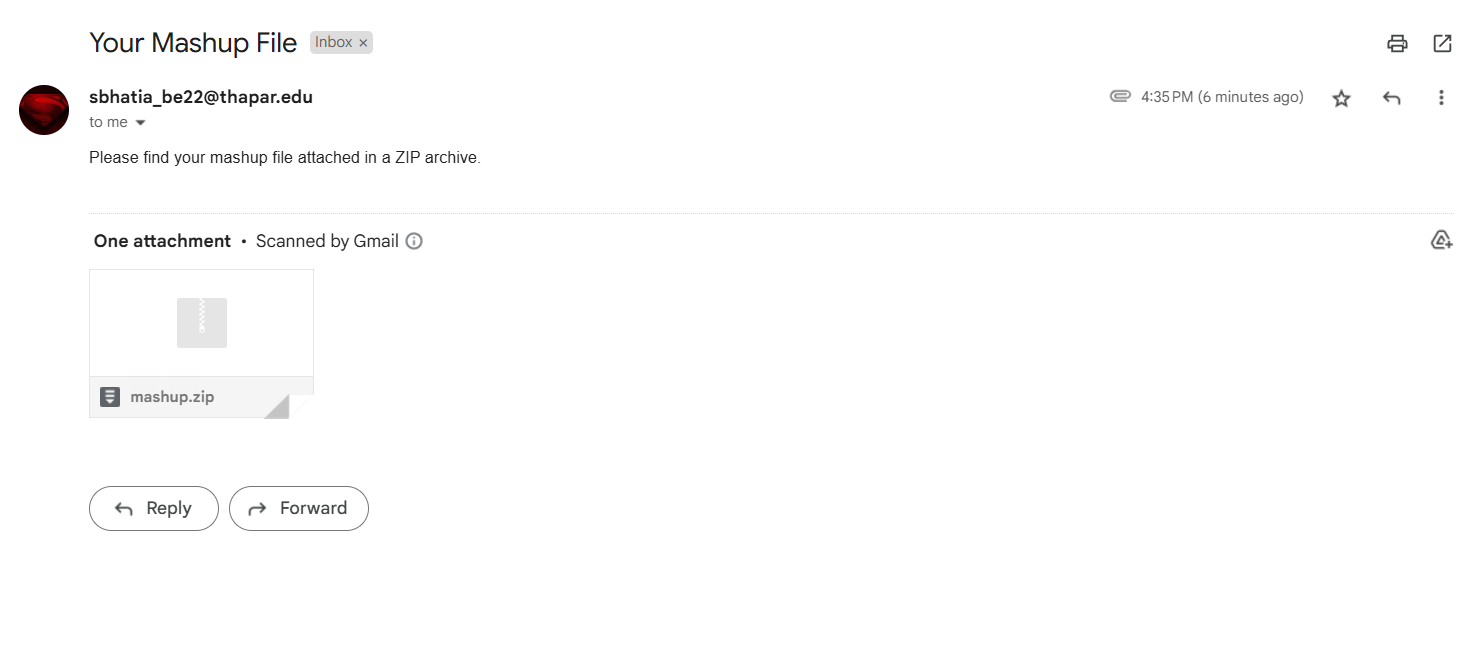 Your Mashup File Inbox ×
sbhatia_be22@thapar.edu 4:35 PM (6 minutes ago)
to me
Please find your mashup file attached in a ZIP archive.
One attachment • Scanned by Gmail
mashup.zip
Reply Forward